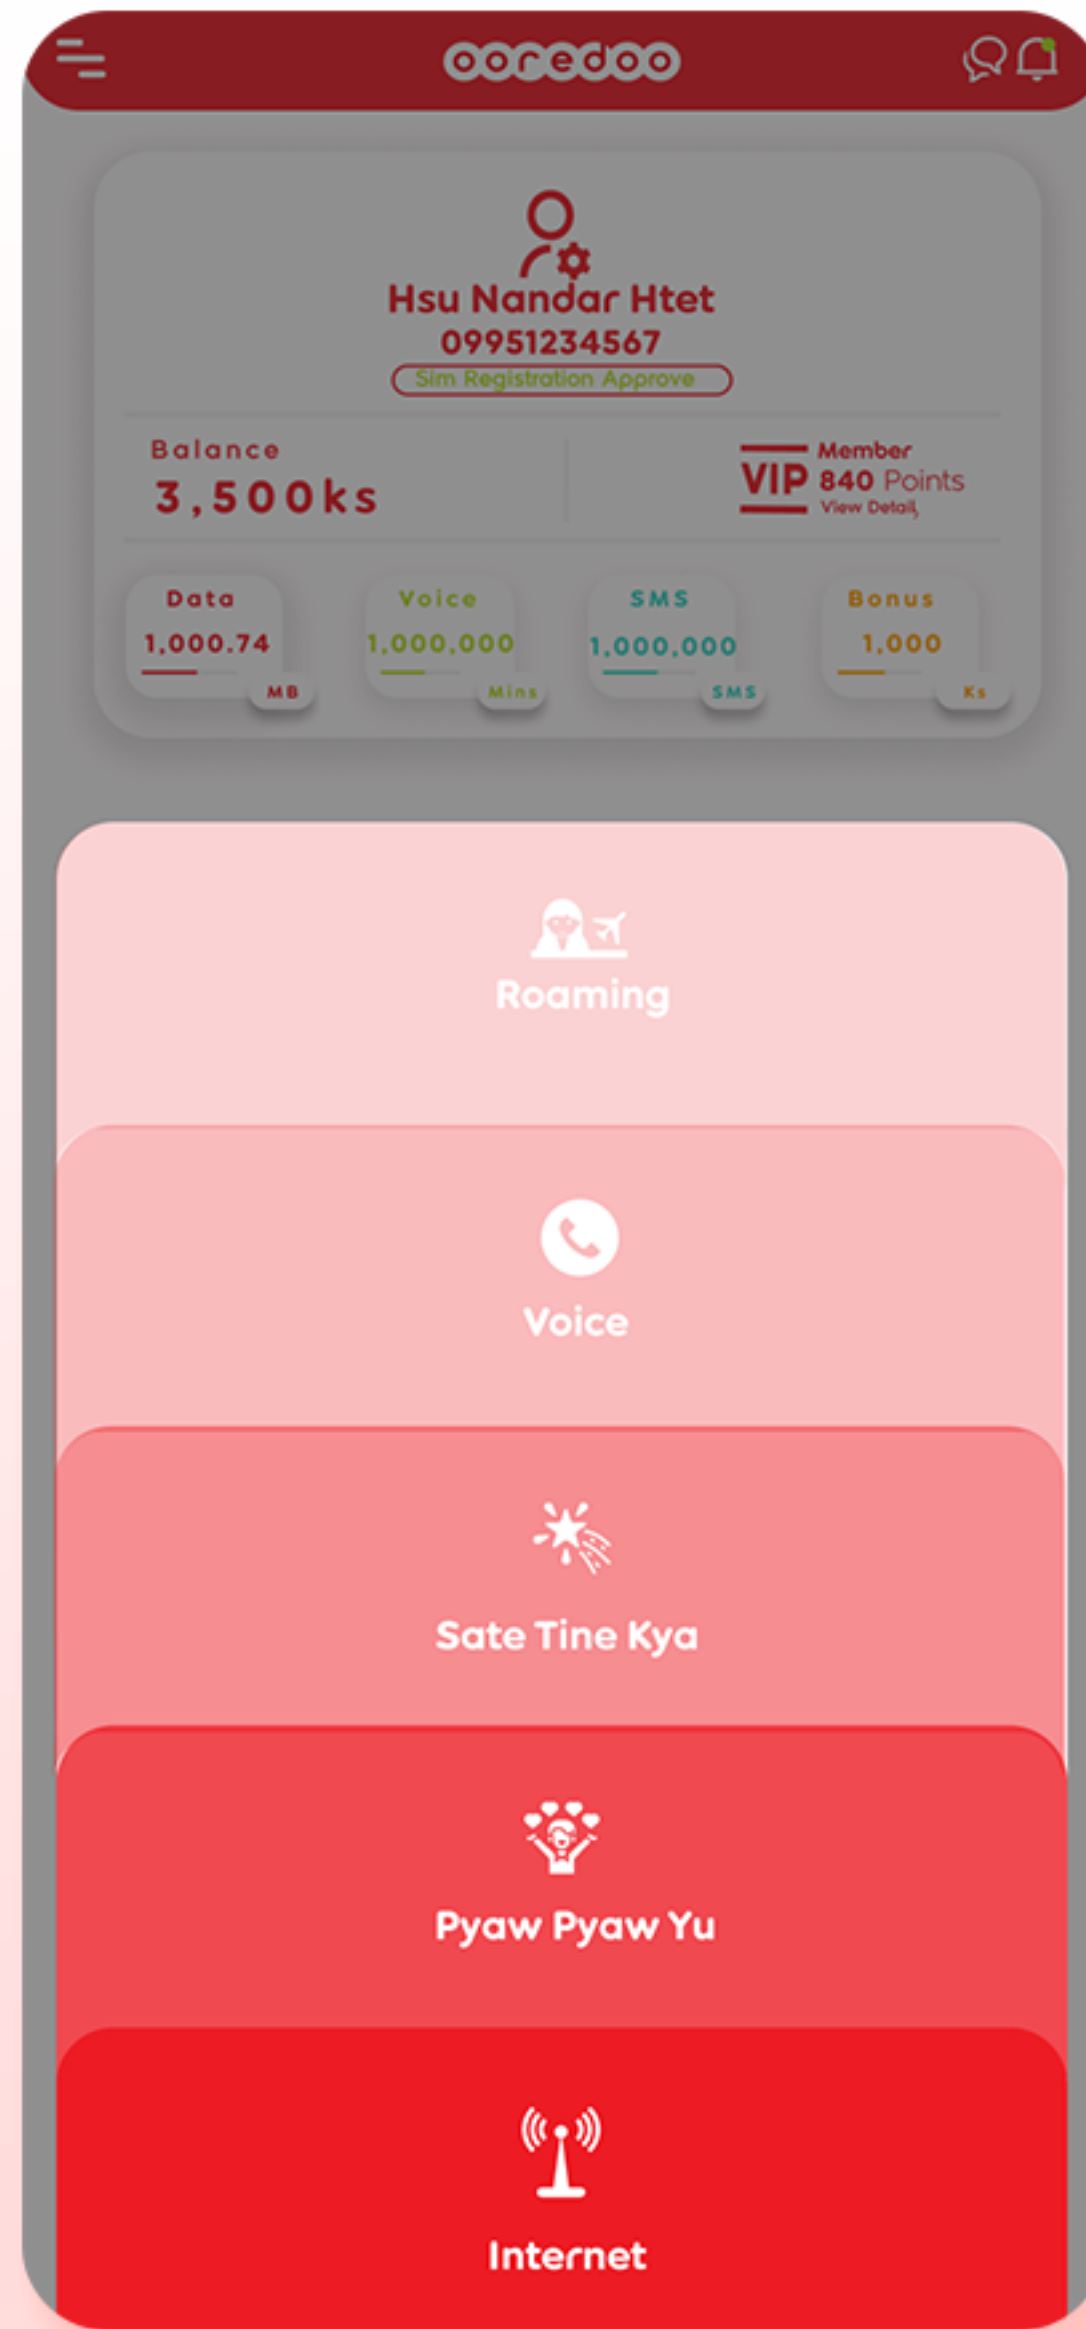 ooredoo
Hsu Nandar Htet
09951234567
Sim Registration Approve
Balance
3,500ks
VIP
Member
840 Points
View Detail
Data
1,000.74
MB
Voice
1,000,000
Mins
SMS
1,000,000
SMS
Bonus
1,000
Ks
Roaming
Voice
Sate Tine Kya
Pyaw Pyaw Yu
Internet